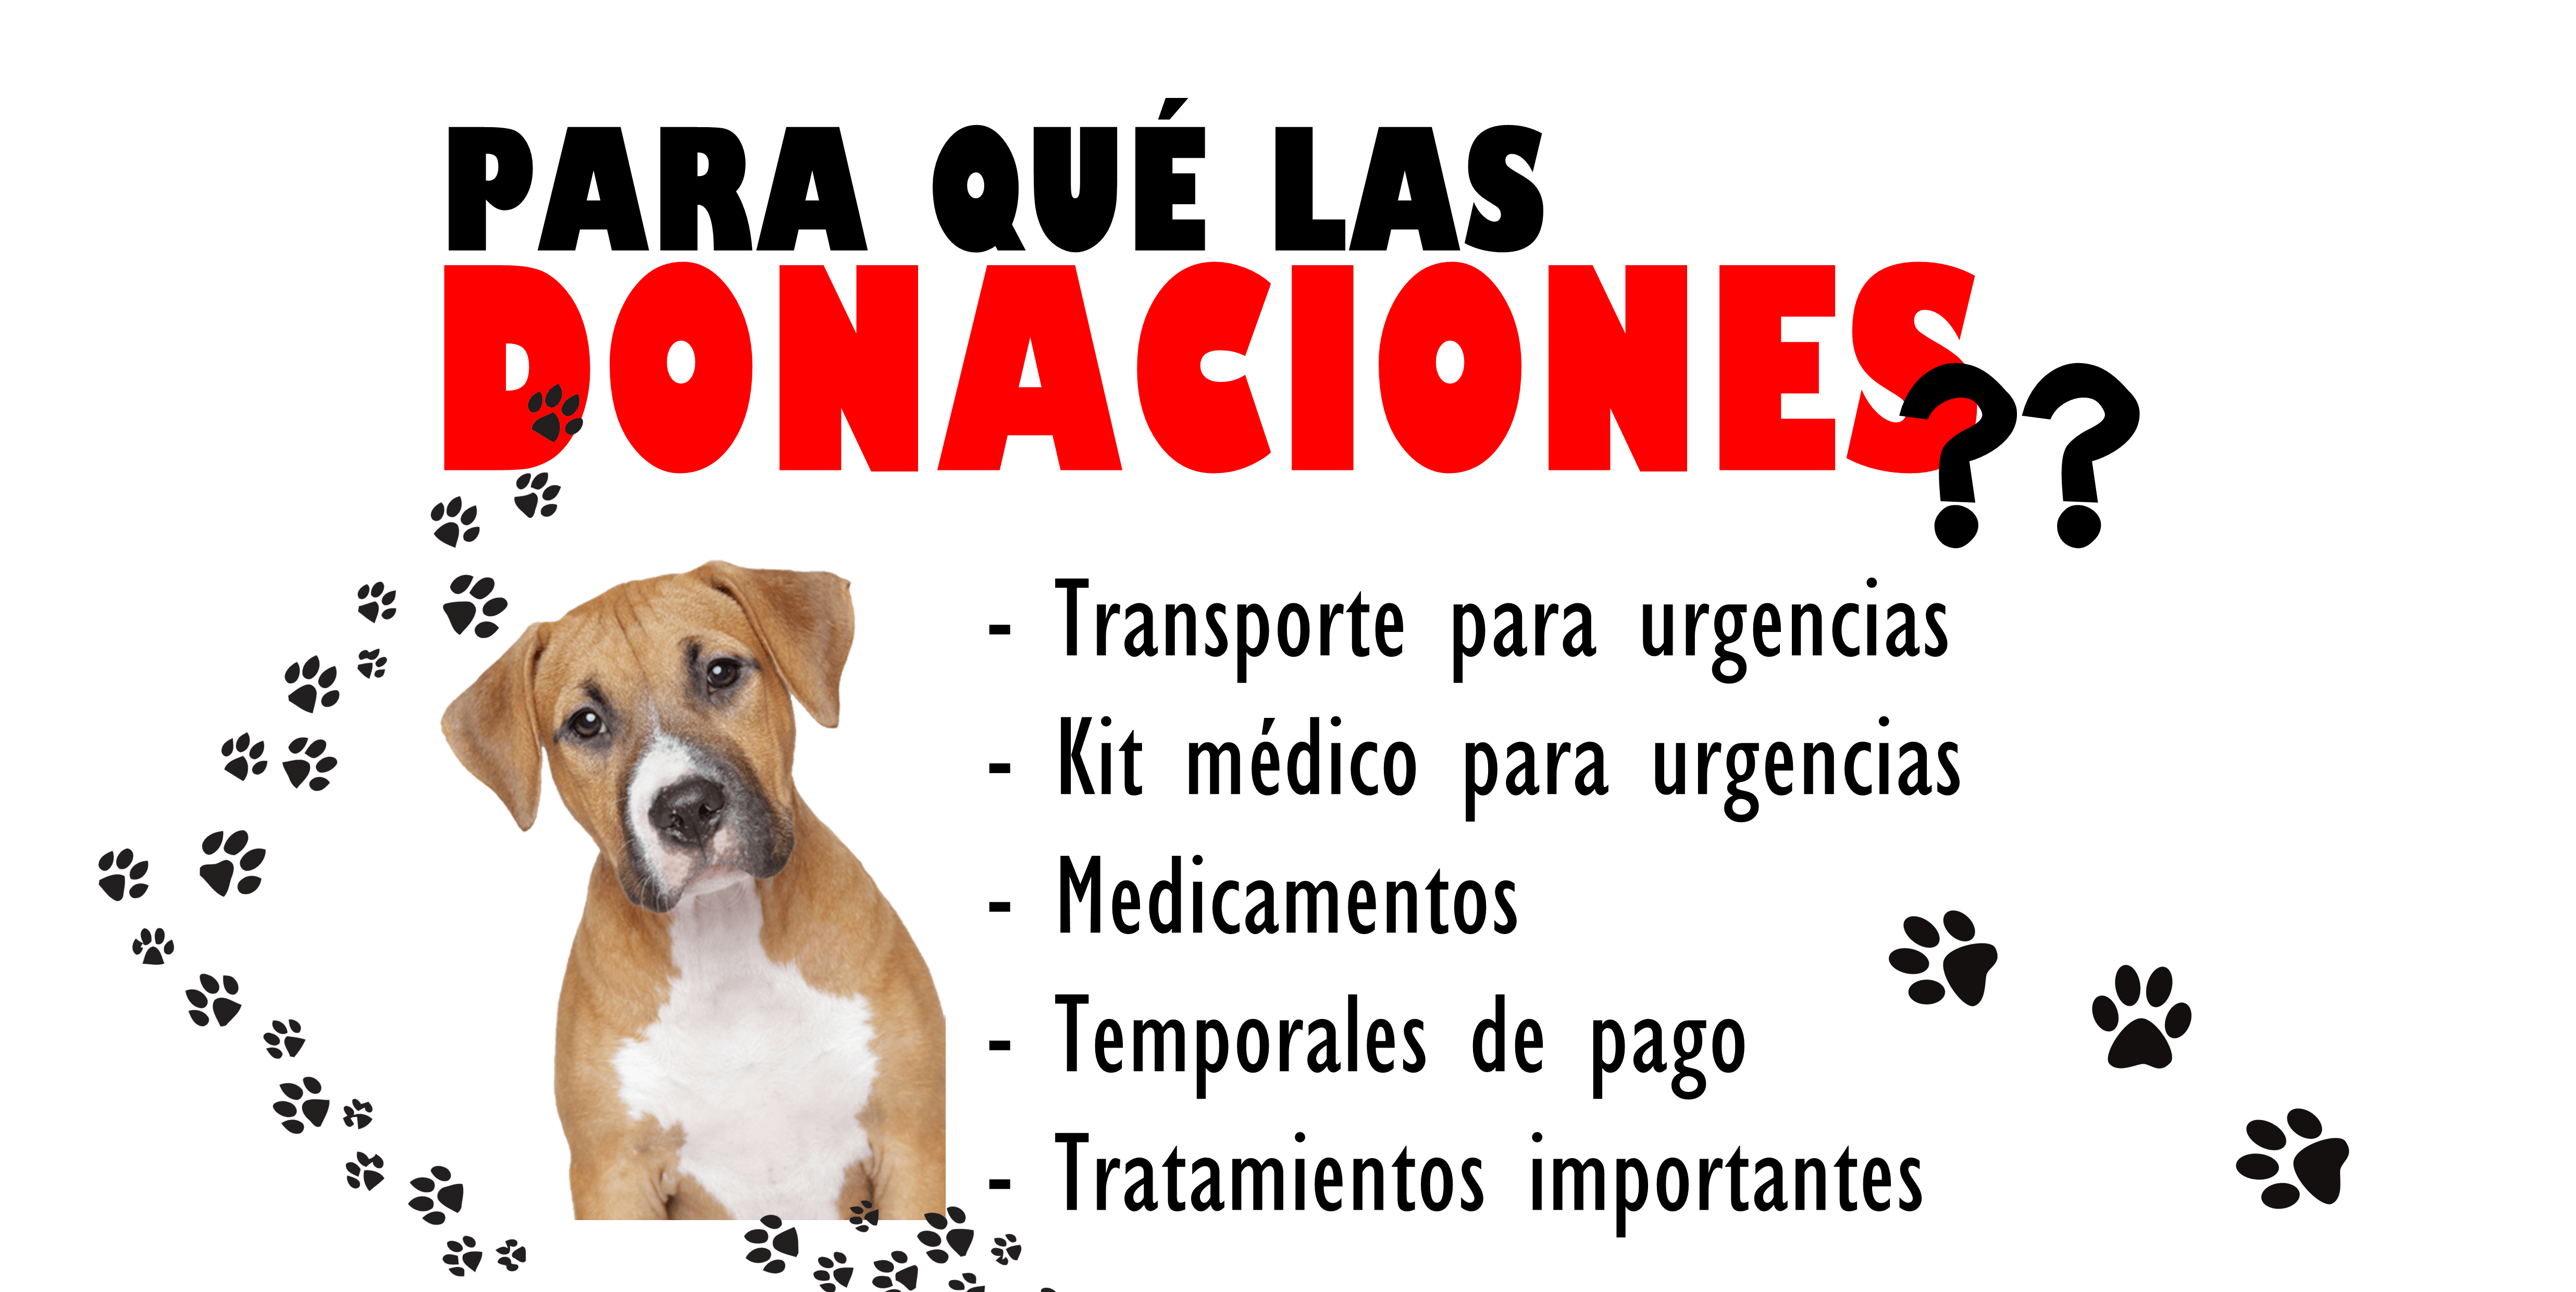 PARA QUÉ LAS
DONACIONES??
- Transporte para urgencias
- Kit médico para urgencias
- Medicamentos
- Temporales de pago
- Tratamientos importantes